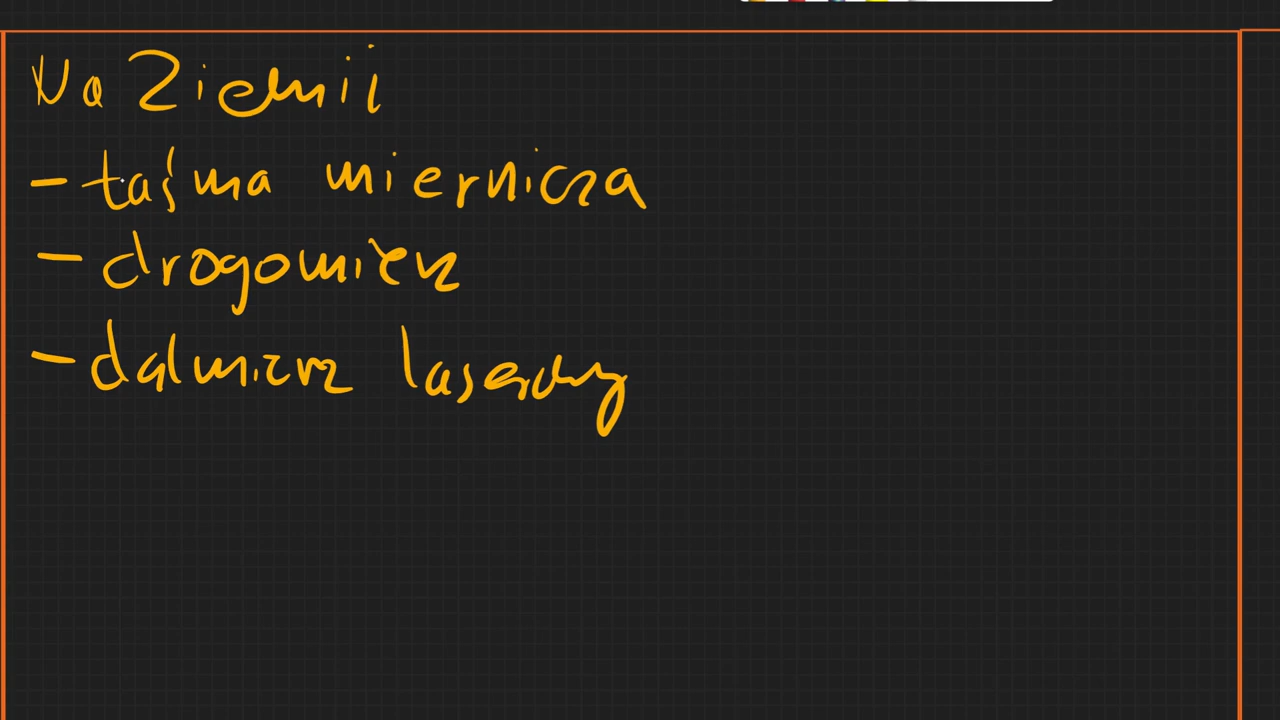 Na Ziemii
- taśma miernicza
- drogomierz
- dalmierz laserowy